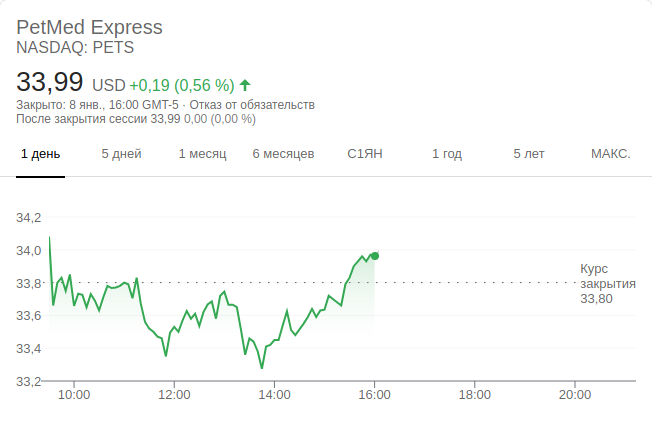 PetMed Express
NASDAQ: PETS
33,99 USD +0,19 (0,56 %)
Закрыто: 8 янв., 16:00 GMT-5 · Отказ от обязательств
После закрытия сессии 33,99 0,00 (0,00 %)
1 день 5 дней 1 месяц 6 месяцев С1ЯН 1 год 5 лет МАКС.
34,2
34,0
33,8
33,6
33,4
33,2
Курс
закрытия
33,80
10:00 12:00 14:00 16:00 18:00 20:00